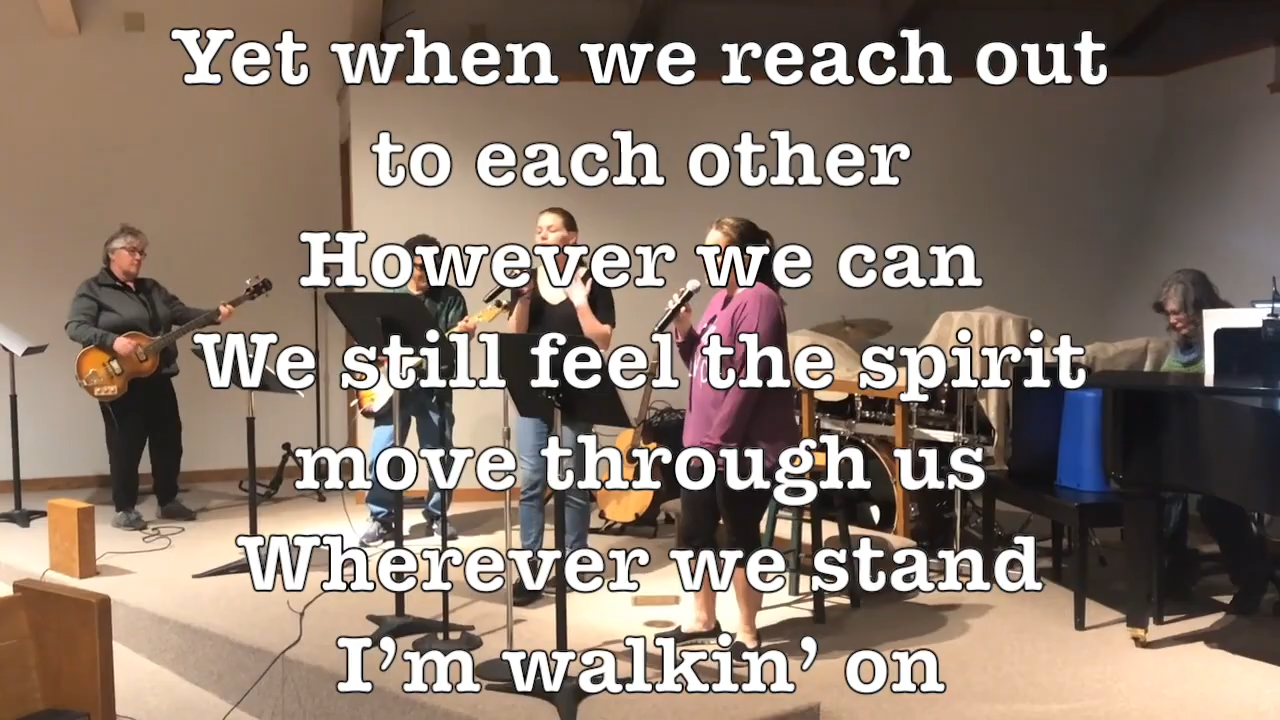 Yet when we reach out
to each other
However we can
We still feel the spirit
move through us
Wherever we stand
I'm walkin' on